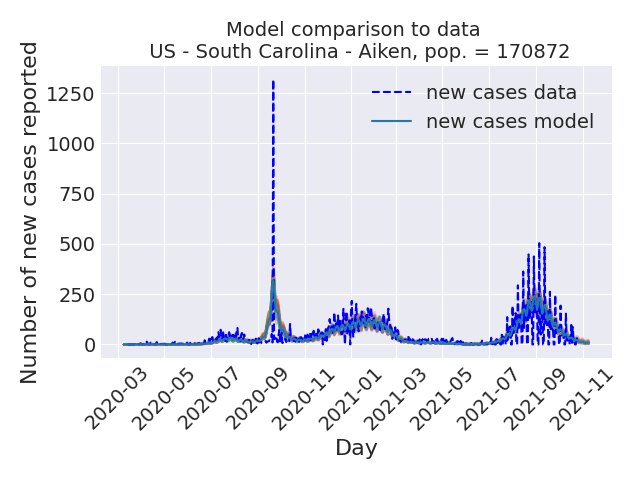 Model comparison to data
US - South Carolina - Aiken, pop. = 170872
Number of new cases reported
1250
1000
750
500
250
0
new cases data
new cases model
2020-03
2020-05
2020-07
2020-09
2020-11
2021-01
2021-03
2021-05
2021-07
2021-09
2021-11
Day